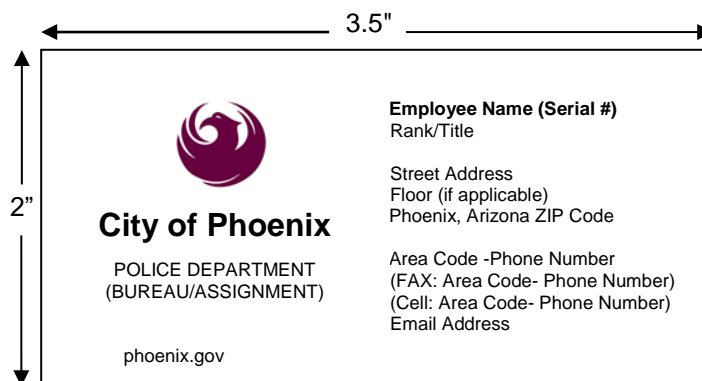 3.5"
2”
City of Phoenix
POLICE DEPARTMENT
(BUREAU/ASSIGNMENT)
phoenix.gov
Employee Name (Serial #)
Rank/Title
Street Address
Floor (if applicable)
Phoenix, Arizona ZIP Code
Area Code -Phone Number
(FAX: Area Code- Phone Number)
(Cell: Area Code- Phone Number)
Email Address